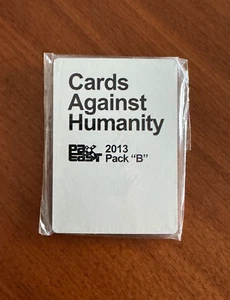 Cards
Against
Humanity
PAX
EAST
2013
Pack “B”